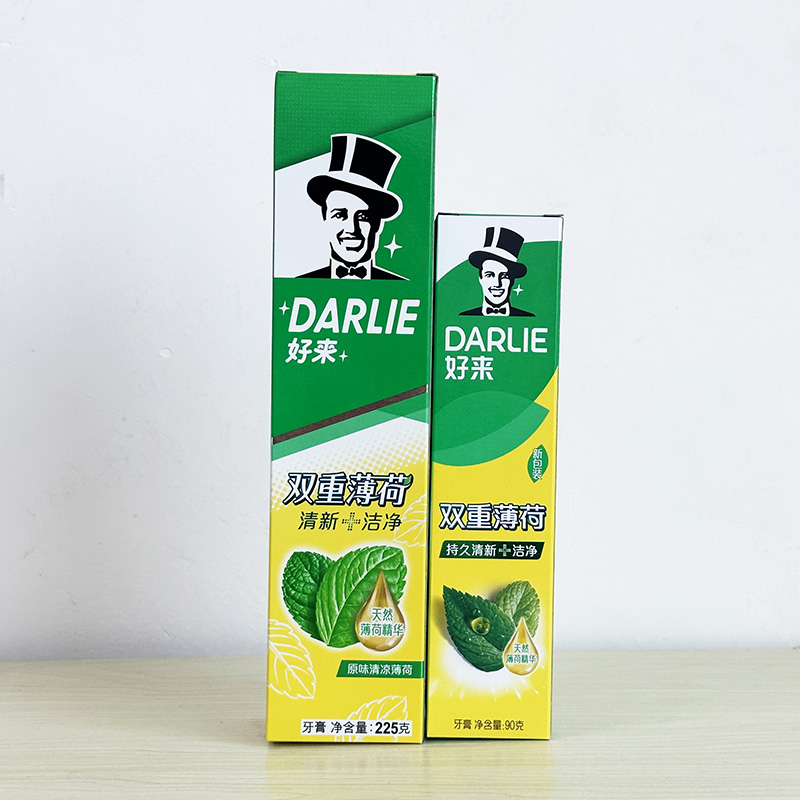 DARLIE
好来
双重薄荷
清新+洁净
天然
薄荷精华
原味清凉薄荷
牙膏 净含量:225克
DARLIE
好来
新包装
双重薄荷
持久清新+洁净
天然
薄荷精华
牙膏 净含量:90克